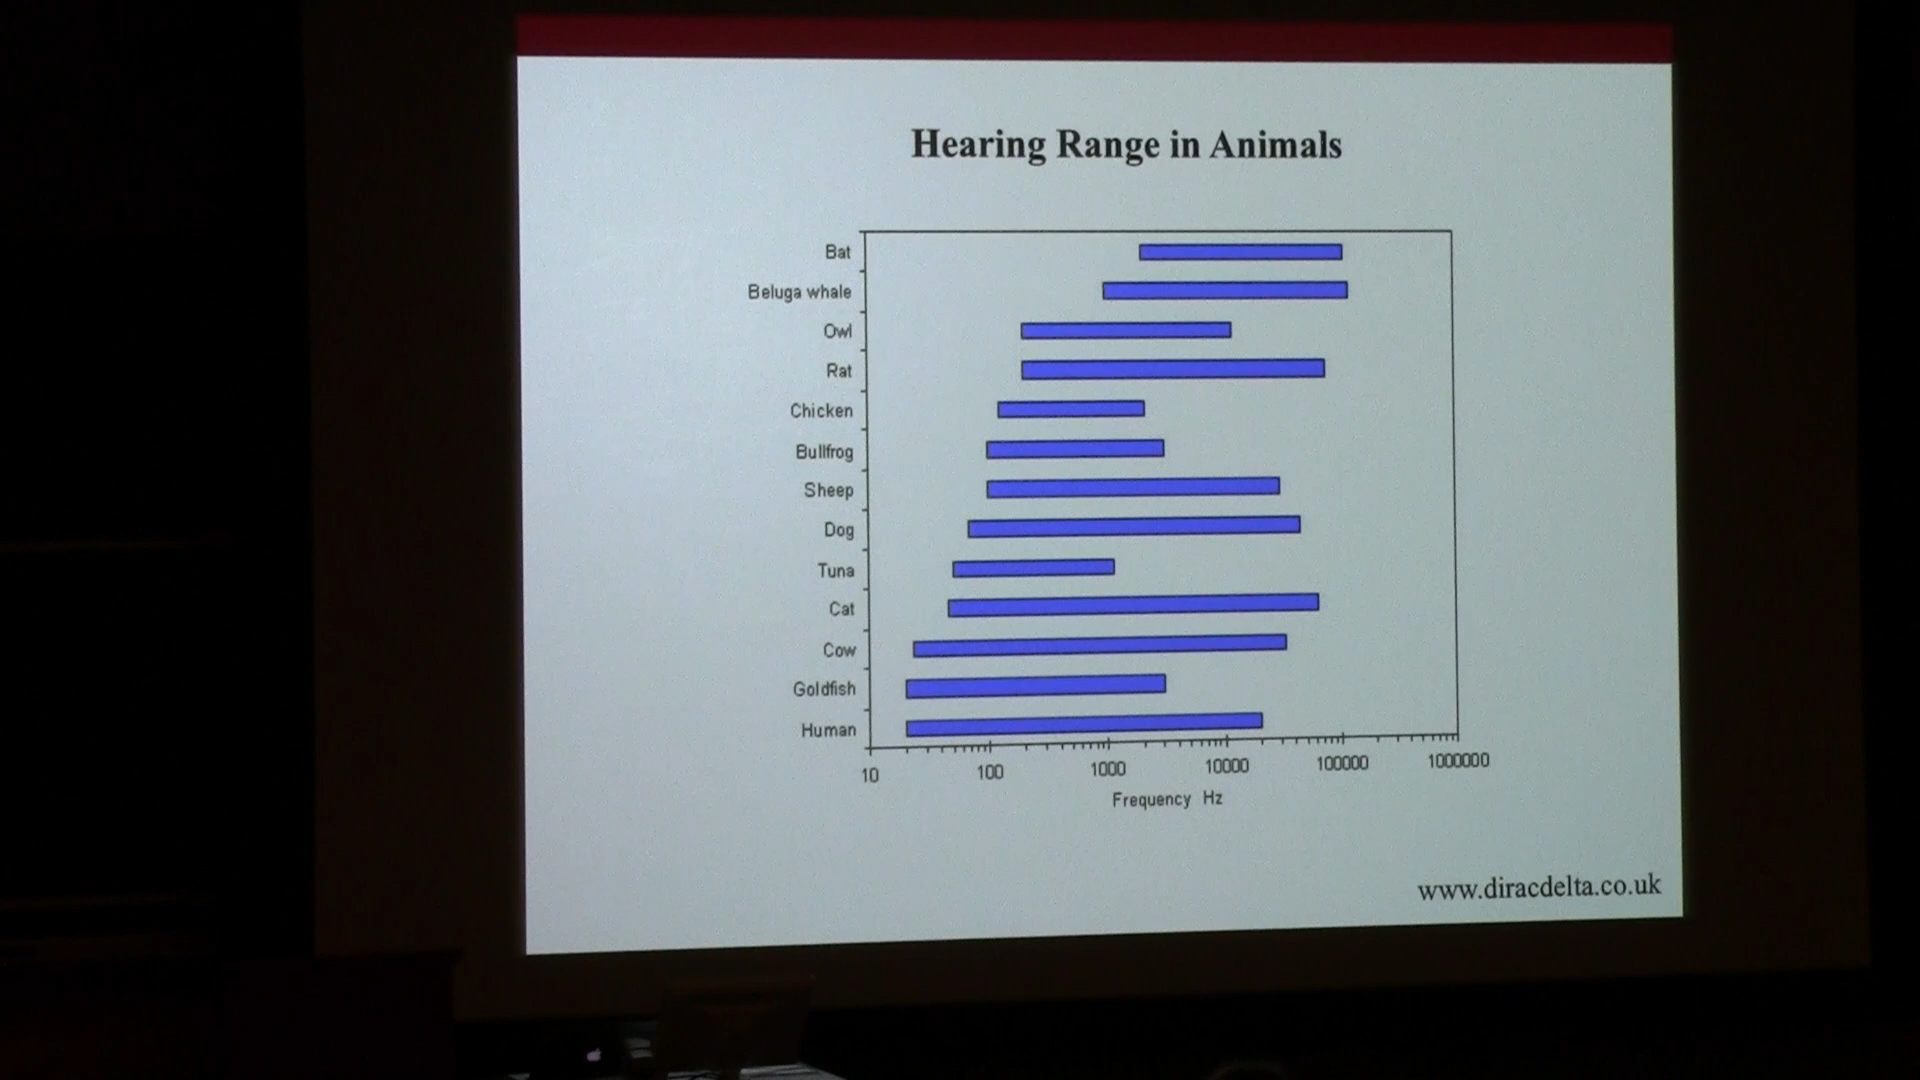 Hearing Range in Animals
Bat
Beluga whale
Owl
Rat
Chicken
Bullfrog
Sheep
Dog
Tuna
Cat
Cow
Goldfish
Human
10 100 1000 10000 100000 1000000
Frequency Hz
www.diracdelta.co.uk